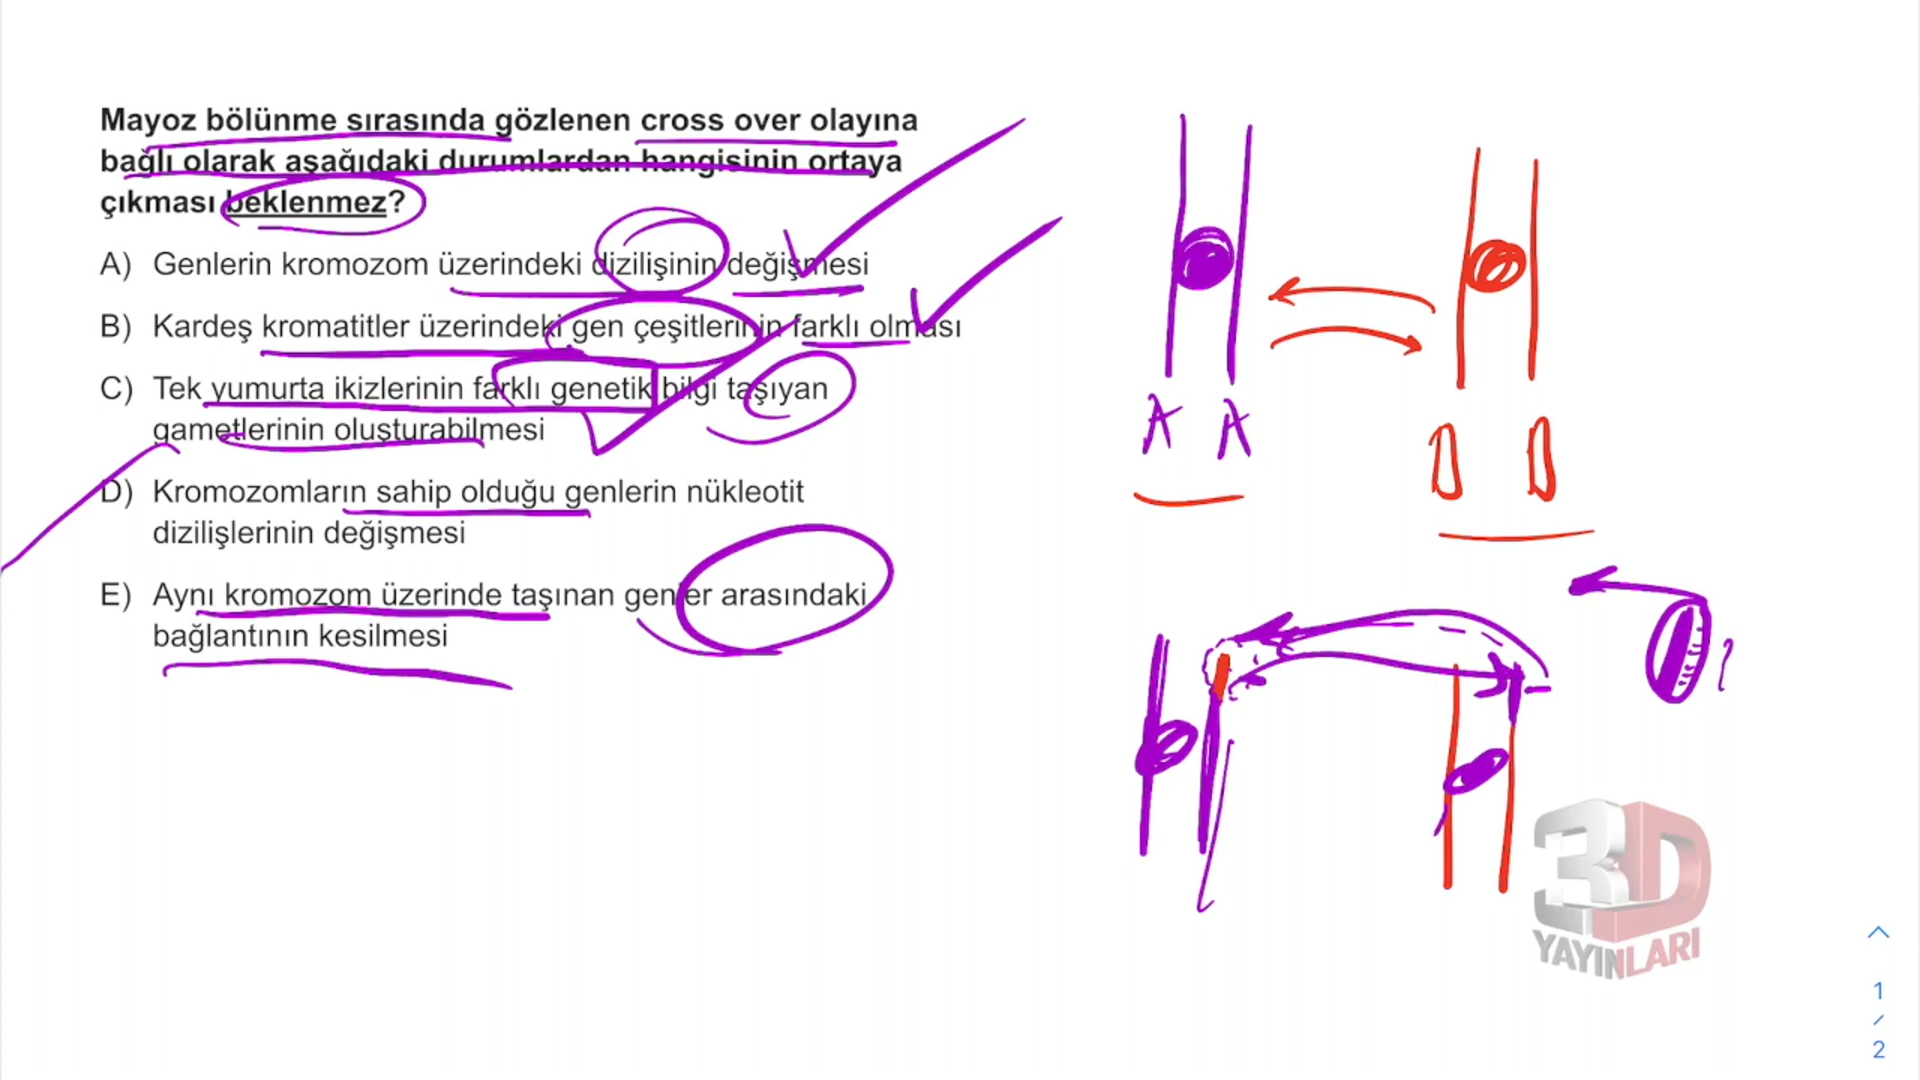 Mayoz bölünme sırasında gözlenen cross over olayına
bağlı olarak aşağıdaki durumlardan hangisinin ortaya
çıkması beklenmez?
A) Genlerin kromozom üzerindeki dizilişinin değişmesi
B) Kardeş kromatitler üzerindeki gen çeşitlerinin farklı olması
C) Tek yumurta ikizlerinin farklı genetik bilgi taşıyan
gametlerinin oluşturabilmesi
D) Kromozomların sahip olduğu genlerin nükleotit
dizilişlerinin değişmesi
E) Aynı kromozom üzerinde taşınan genler arasındaki
bağlantının kesilmesi
A A
3D
YAYINLARI
1
/
2